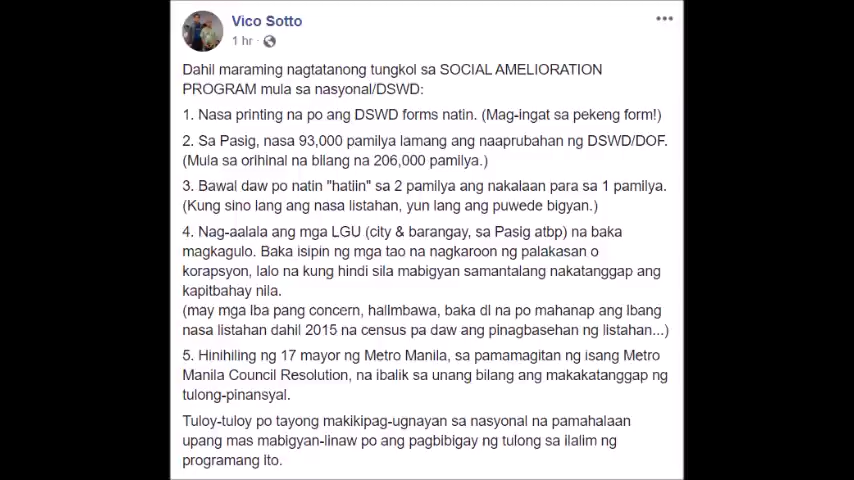 Vico Sotto
1 hr ·
Dahil maraming nagtatanong tungkol sa SOCIAL AMELIORATION
PROGRAM mula sa nasyonal/DSWD:
1. Nasa printing na po ang DSWD forms natin. (Mag-ingat sa pekeng form!)
2. Sa Pasig, nasa 93,000 pamilya lamang ang naaprubahan ng DSWD/DOF.
(Mula sa orihinal na bilang na 206,000 pamilya.)
3. Bawal daw po natin "hatiin" sa 2 pamilya ang nakalaan para sa 1 pamilya.
(Kung sino lang ang nasa listahan, yun lang ang puwede bigyan.)
4. Nag-aalala ang mga LGU (city & barangay, sa Pasig atbp) na baka
magkagulo. Baka isipin ng mga tao na nagkaroon ng palakasan o
korapsyon, lalo na kung hindi sila mabigyan samantalang nakatanggap ang
kapitbahay nila.
(may mga iba pang concern, halimbawa, baka di na po mahanap ang ibang
nasa listahan dahil 2015 na census pa daw ang pinagbasehan ng listahan...)
5. Hinihiling ng 17 mayor ng Metro Manila, sa pamamagitan ng isang Metro
Manila Council Resolution, na ibalik sa unang bilang ang makakatanggap ng
tulong-pinansyal.
Tuloy-tuloy po tayong makikipag-ugnayan sa nasyonal na pamahalaan
upang mas mabigyan-linaw po ang pagbibigay ng tulong sa ilalim ng
programang ito.